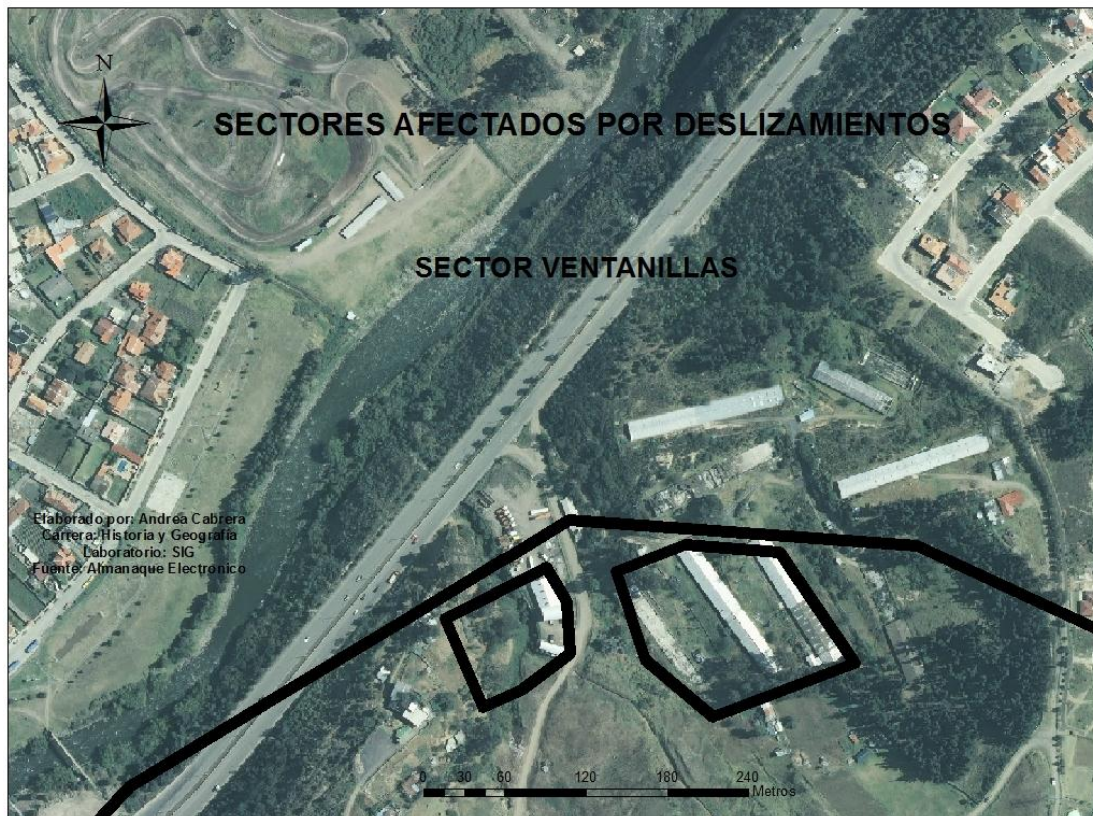 N
SECTORES AFECTADOS POR DESLIZAMIENTOS
SECTOR VENTANILLAS
Elaborado por: Andrea Cabrera
Carrera: Historia y Geografía
Laboratorio: SIG
Fuente: Almanaque Electrónico
0 30 60 120 180 240
Metros